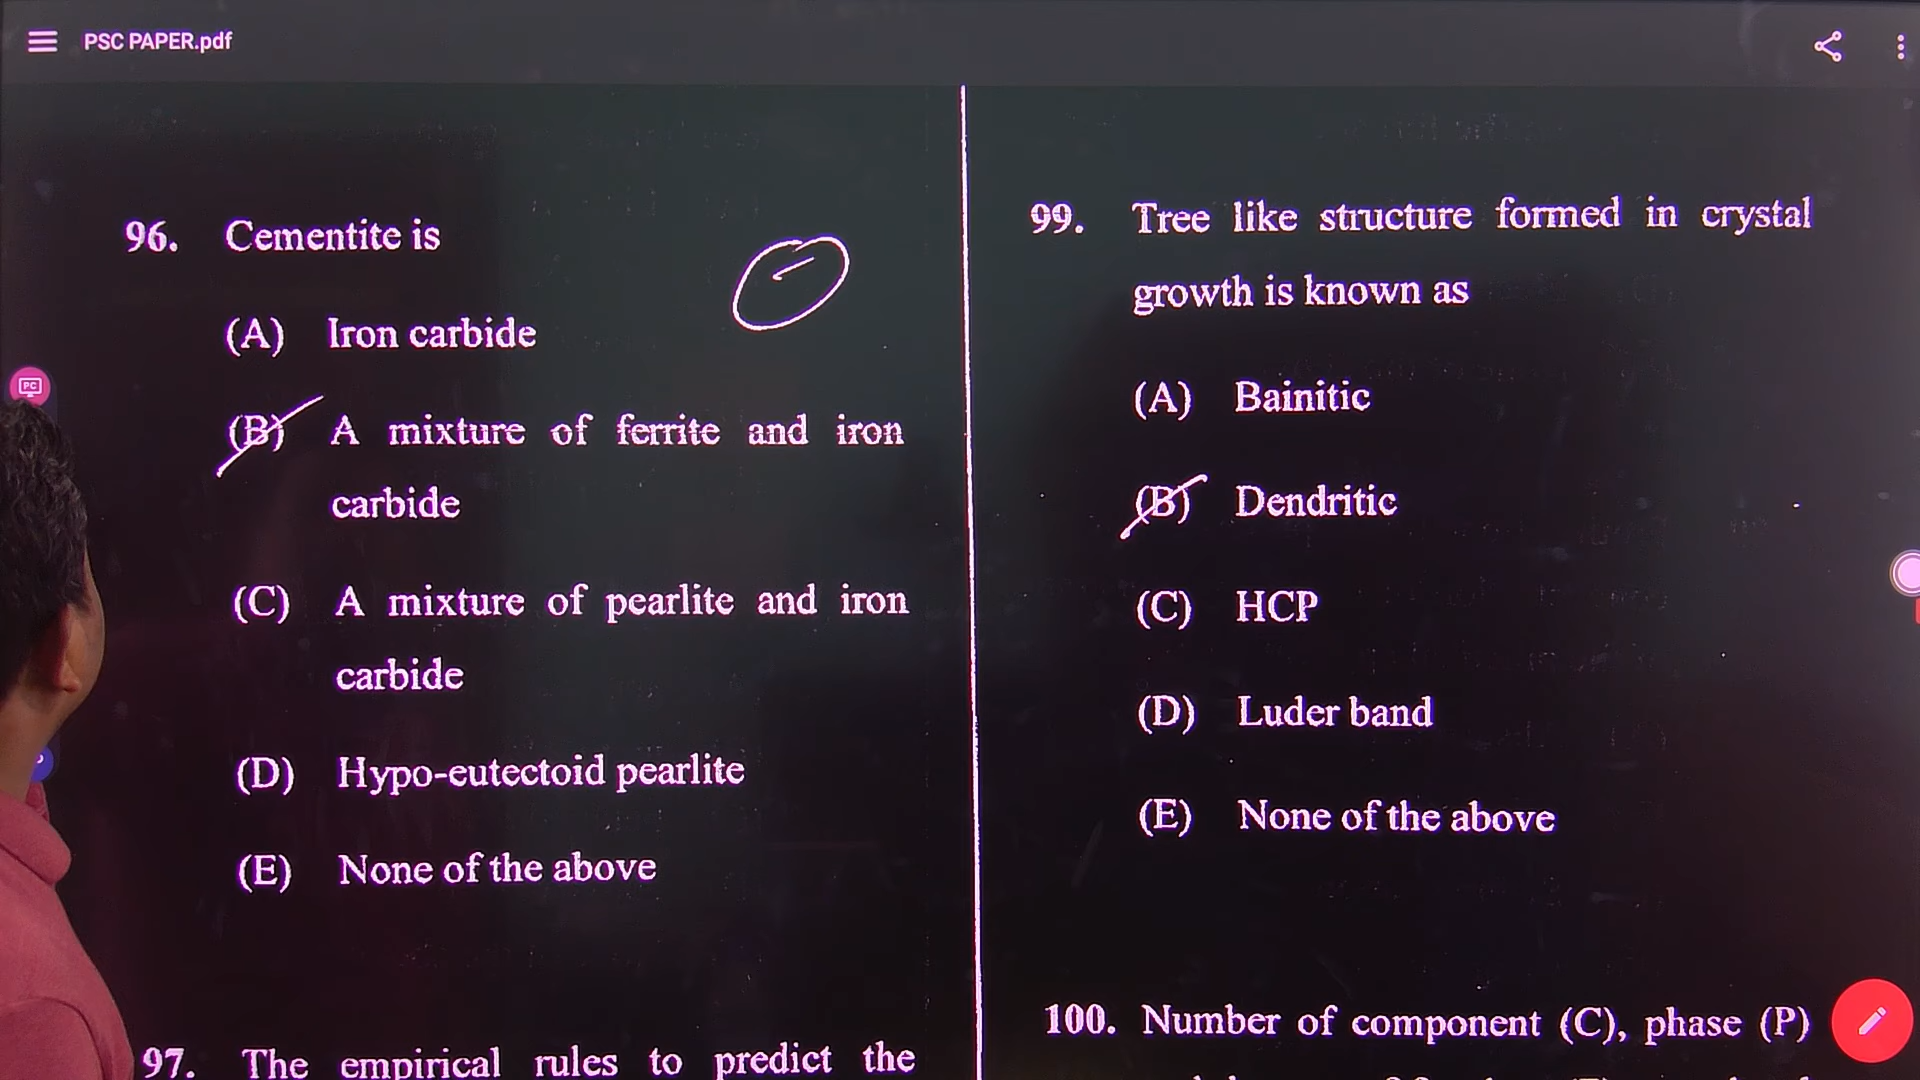 PSC PAPER.pdf
96. Cementite is
(A) Iron carbide
(B) A mixture of ferrite and iron
carbide
(C) A mixture of pearlite and iron
carbide
(D) Hypo-eutectoid pearlite
(E) None of the above
97. The empirical rules to predict the
99. Tree like structure formed in crystal
growth is known as
(A) Bainitic
(B) Dendritic
(C) HCP
(D) Luder band
(E) None of the above
100. Number of component (C), phase (P)
PC